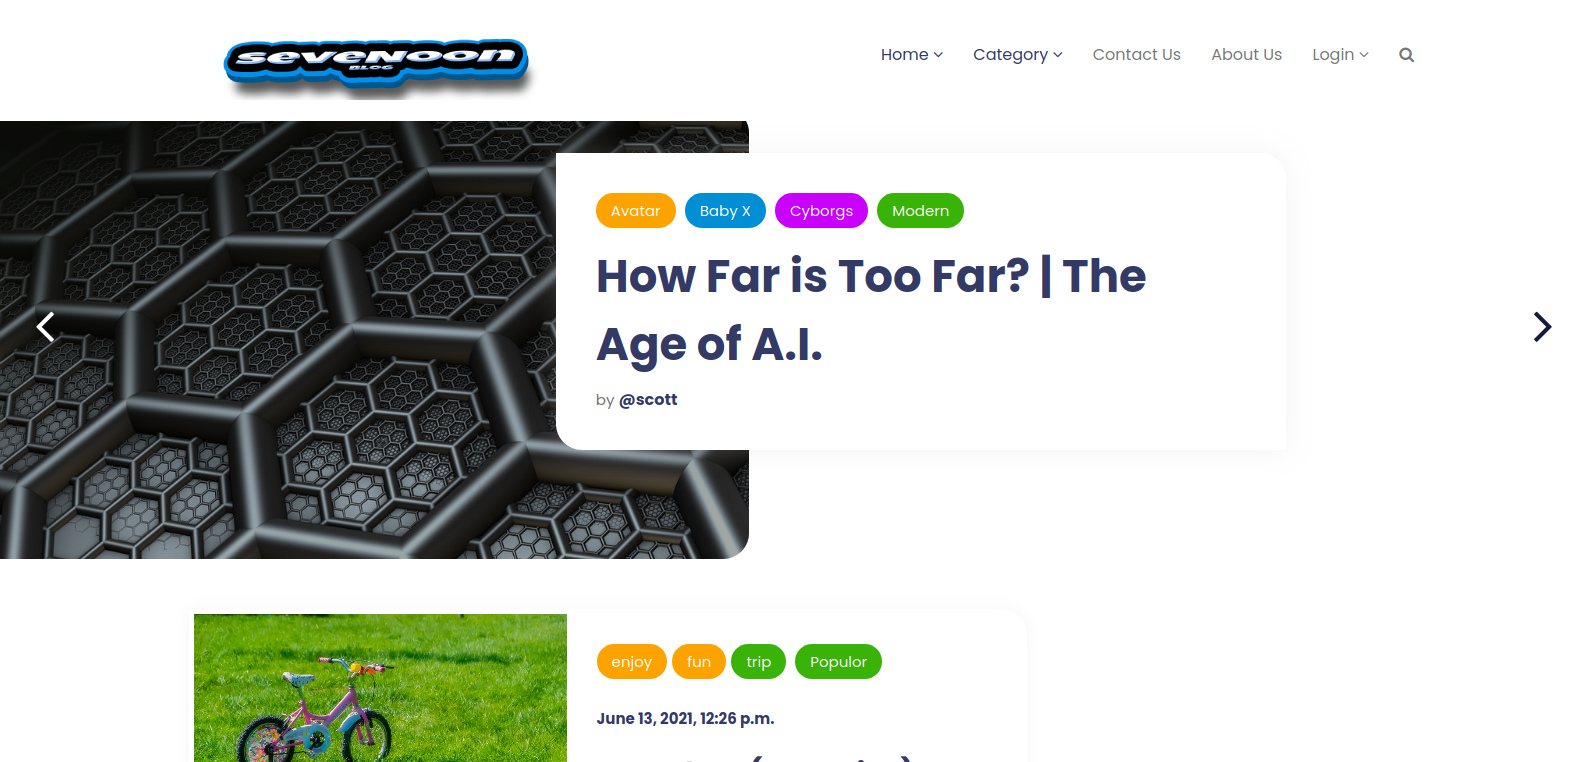 sevenoon
BLOG
Home Category Contact Us About Us Login
Avatar Baby X Cyborgs Modern
How Far is Too Far? | The
Age of A.I.
by @scott
enjoy fun trip Populor
June 13, 2021, 12:26 p.m.